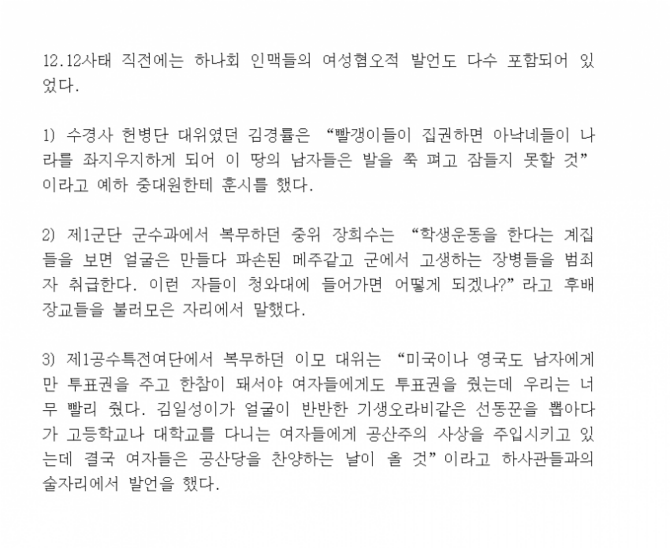 12.12사태 직전에는 하나회 인맥들의 여성혐오적 발언도 다수 포함되어 있
었다.
1) 수경사 헌병단 대위였던 김경률은 “빨갱이들이 집권하면 아낙네들이 나
라를 좌지우지하게 되어 이 땅의 남자들은 발을 쭉 펴고 잠들지 못할 것”
이라고 예하 중대원한테 훈시를 했다.
2) 제1군단 군수과에서 복무하던 중위 장희수는 “학생운동을 한다는 계집
들을 보면 얼굴은 만들다 파손된 메주같고 군에서 고생하는 장병들을 범죄
자 취급한다. 이런 자들이 청와대에 들어가면 어떻게 되겠나?” 라고 후배
장교들을 불러모은 자리에서 말했다.
3) 제1공수특전여단에서 복무하던 이모 대위는 “미국이나 영국도 남자에게
만 투표권을 주고 한참이 돼서야 여자들에게도 투표권을 줬는데 우리는 너
무 빨리 줬다. 김일성이가 얼굴이 반반한 기생오라비같은 선동꾼을 뽑아다
가 고등학교나 대학교를 다니는 여자들에게 공산주의 사상을 주입시키고 있
는데 결국 여자들은 공산당을 찬양하는 날이 올 것” 이라고 하사관들과의
술자리에서 발언을 했다.